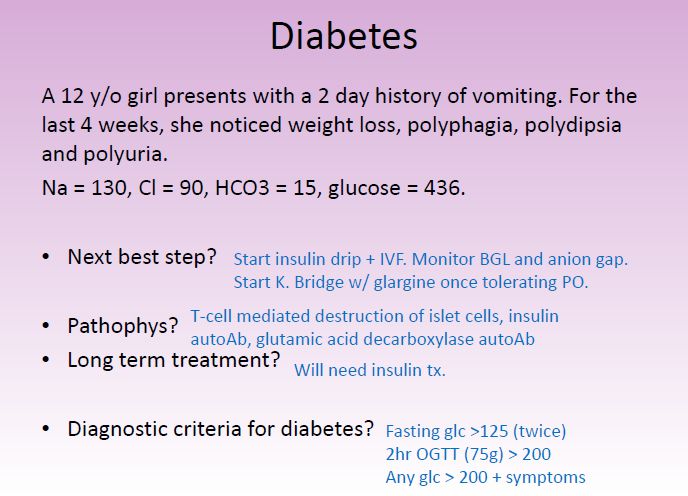 Diabetes
A 12 y/o girl presents with a 2 day history of vomiting. For the
last 4 weeks, she noticed weight loss, polyphagia, polydipsia
and polyuria.
Na = 130, Cl = 90, HCO3 = 15, glucose = 436.
• Next best step? Start insulin drip + IVF. Monitor BGL and anion gap.
Start K. Bridge w/ glargine once tolerating PO.
• Pathophys? T-cell mediated destruction of islet cells, insulin
autoAb, glutamic acid decarboxylase autoAb
• Long term treatment? Will need insulin tx.
• Diagnostic criteria for diabetes? Fasting glc >125 (twice)
2hr OGTT (75g) > 200
Any glc > 200 + symptoms